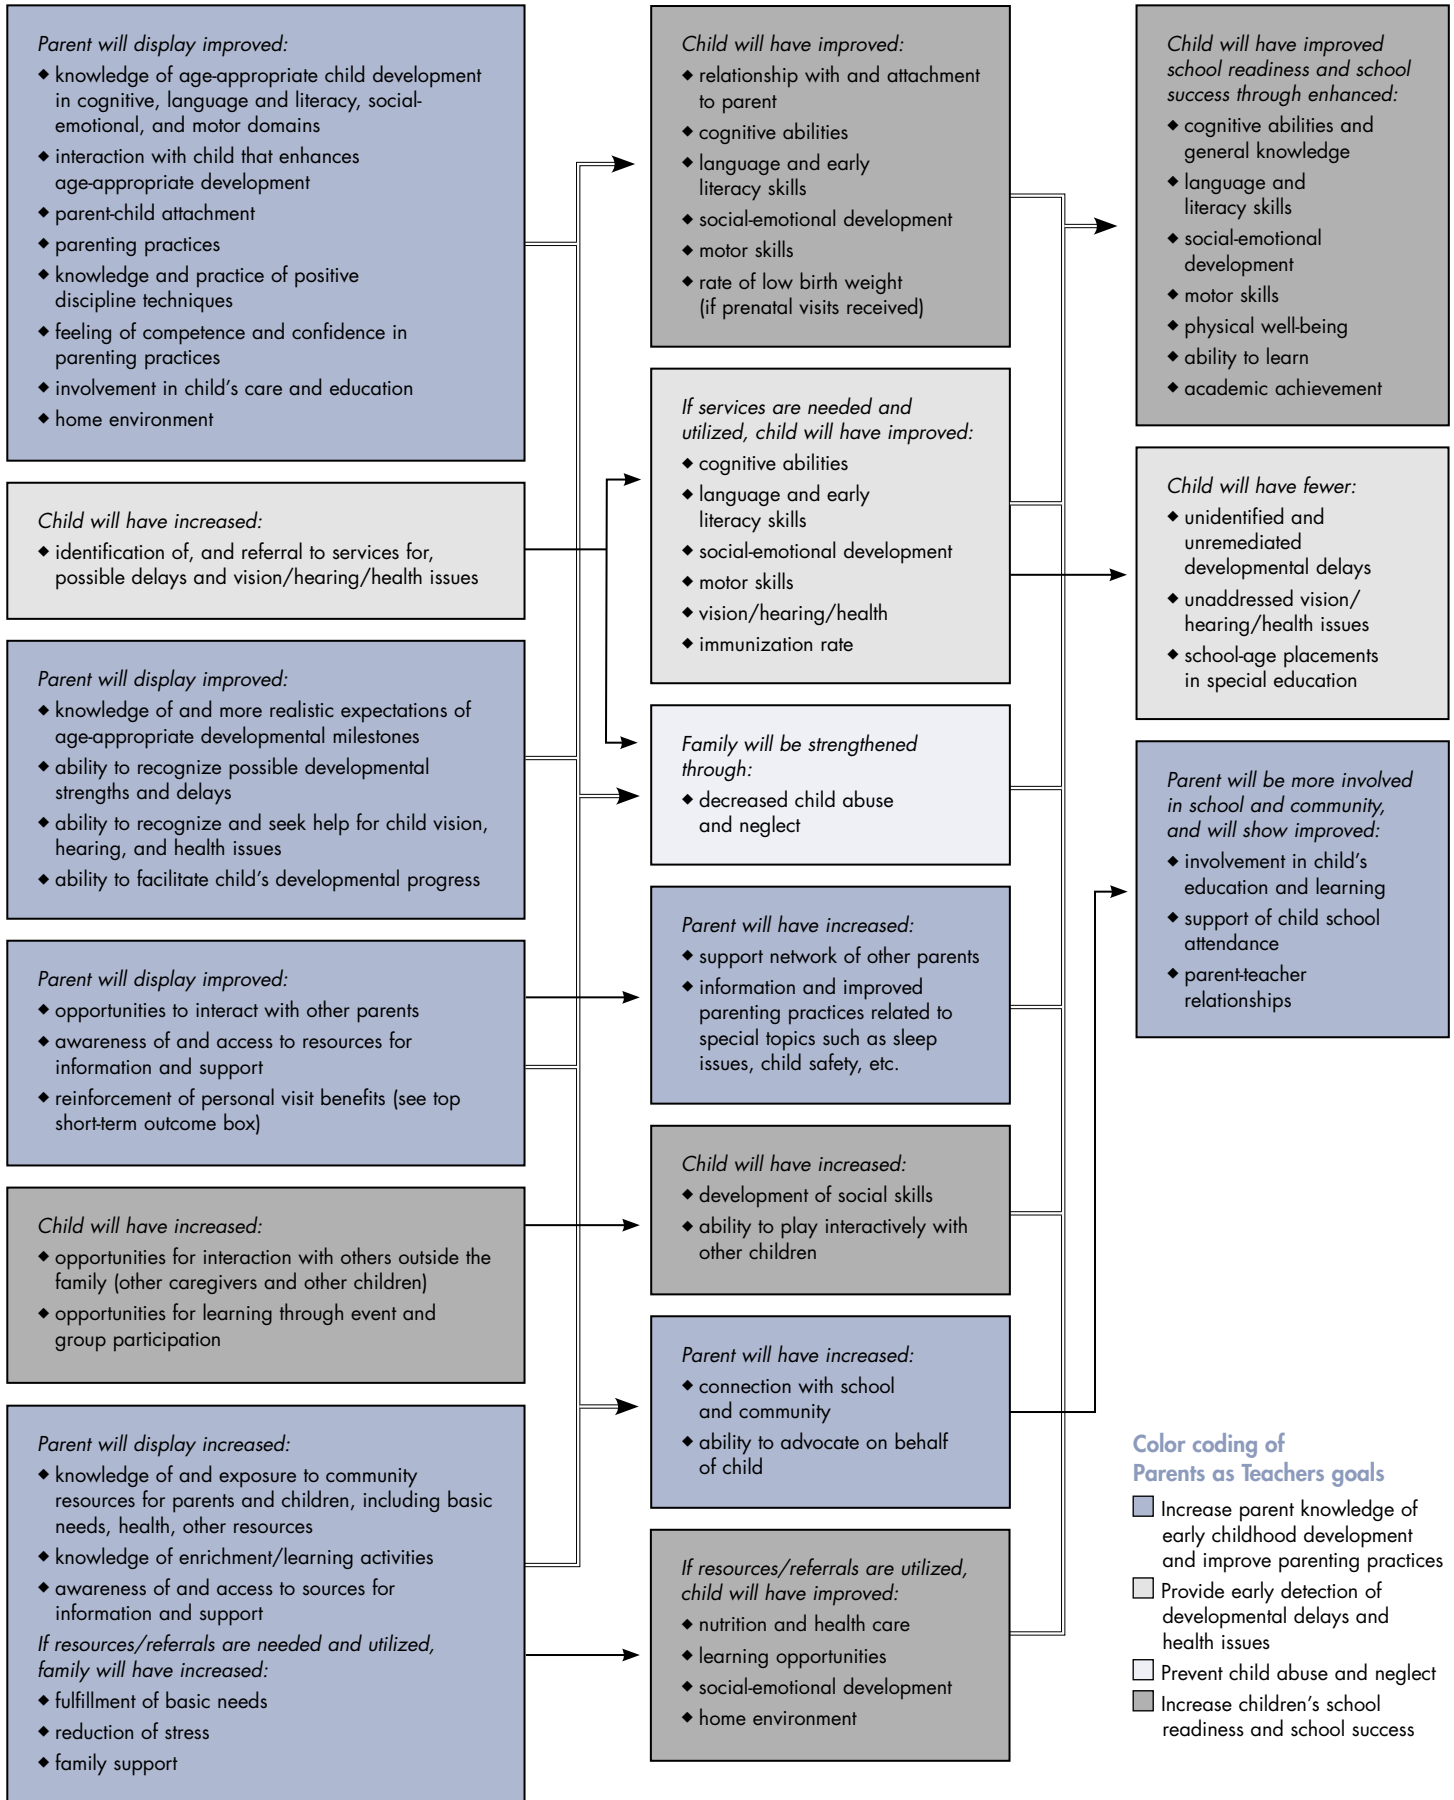 Parent will display improved:
◆ knowledge of age-appropriate child development
in cognitive, language and literacy, social-
emotional, and motor domains
◆ interaction with child that enhances
age-appropriate development
◆ parent-child attachment
◆ parenting practices
◆ knowledge and practice of positive
discipline techniques
◆ feeling of competence and confidence in
parenting practices
◆ involvement in child’s care and education
◆ home environment
Child will have increased:
◆ identification of, and referral to services for,
possible delays and vision/hearing/health issues
Parent will display improved:
◆ knowledge of and more realistic expectations of
age-appropriate developmental milestones
◆ ability to recognize possible developmental
strengths and delays
◆ ability to recognize and seek help for child vision,
hearing, and health issues
◆ ability to facilitate child’s developmental progress
Parent will display improved:
◆ opportunities to interact with other parents
◆ awareness of and access to resources for
information and support
◆ reinforcement of personal visit benefits (see top
short-term outcome box)
Child will have increased:
◆ opportunities for interaction with others outside the
family (other caregivers and other children)
◆ opportunities for learning through event and
group participation
Parent will display increased:
◆ knowledge of and exposure to community
resources for parents and children, including basic
needs, health, other resources
◆ knowledge of enrichment/learning activities
◆ awareness of and access to sources for
information and support
If resources/referrals are needed and utilized,
family will have increased:
◆ fulfillment of basic needs
◆ reduction of stress
◆ family support
Child will have improved:
◆ relationship with and attachment
to parent
◆ cognitive abilities
◆ language and early
literacy skills
◆ social-emotional development
◆ motor skills
◆ rate of low birth weight
(if prenatal visits received)
If services are needed and
utilized, child will have improved:
◆ cognitive abilities
◆ language and early
literacy skills
◆ social-emotional development
◆ motor skills
◆ vision/hearing/health
◆ immunization rate
Family will be strengthened
through:
◆ decreased child abuse
and neglect
Parent will have increased:
◆ support network of other parents
◆ information and improved
parenting practices related to
special topics such as sleep
issues, child safety, etc.
Child will have increased:
◆ development of social skills
◆ ability to play interactively with
other children
Parent will have increased:
◆ connection with school
and community
◆ ability to advocate on behalf
of child
If resources/referrals are utilized,
child will have improved:
◆ nutrition and health care
◆ learning opportunities
◆ social-emotional development
◆ home environment
Child will have improved
school readiness and school
success through enhanced:
◆ cognitive abilities and
general knowledge
◆ language and
literacy skills
◆ social-emotional
development
◆ motor skills
◆ physical well-being
◆ ability to learn
◆ academic achievement
Child will have fewer:
◆ unidentified and
unremediated
developmental delays
◆ unaddressed vision/
hearing/health issues
◆ school-age placements
in special education
Parent will be more involved
in school and community,
and will show improved:
◆ involvement in child’s
education and learning
◆ support of child school
attendance
◆ parent-teacher
relationships
Color coding of
Parents as Teachers goals
Increase parent knowledge of
early childhood development
and improve parenting practices
Provide early detection of
developmental delays and
health issues
Prevent child abuse and neglect
Increase children’s school
readiness and school success